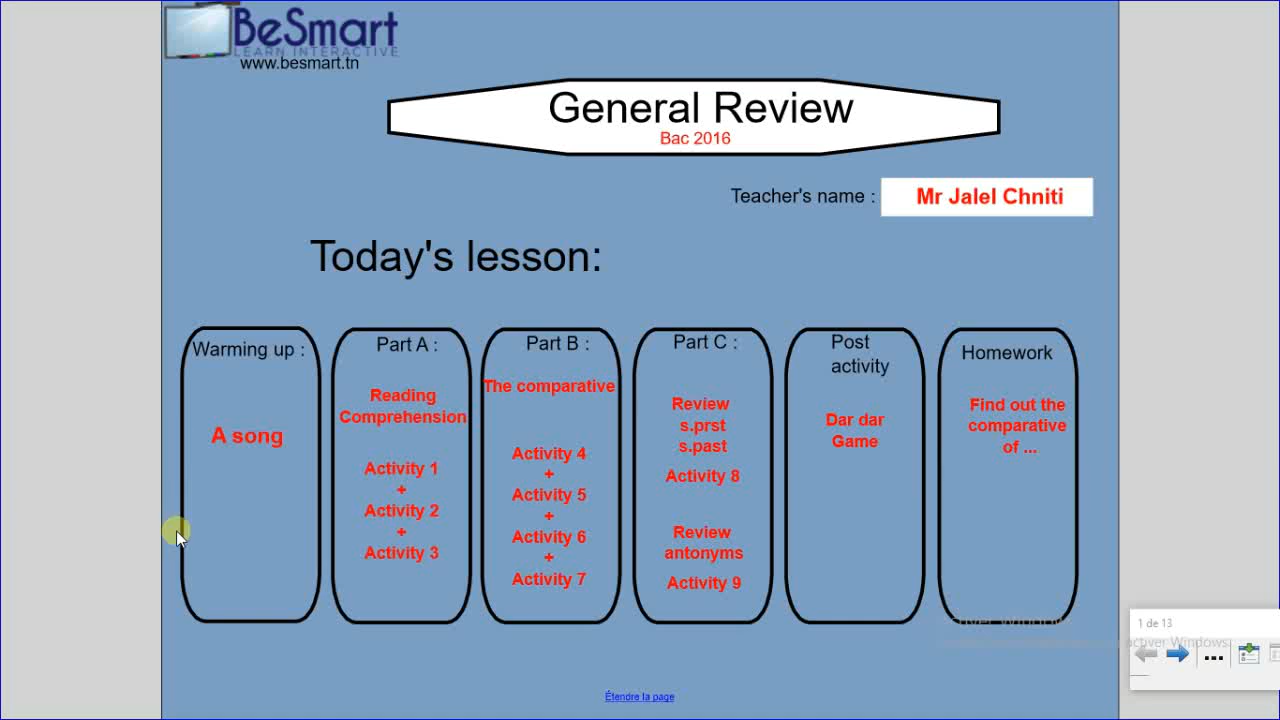 BeSmart
LEARN INTERACTIVE
www.besmart.tn
General Review
Bac 2016
Teacher's name :
Mr Jalel Chniti
Today's lesson:
Warming up :
A song
Part A :
Reading
Comprehension
Activity 1
+
Activity 2
+
Activity 3
Part B :
The comparative
Activity 4
+
Activity 5
+
Activity 6
+
Activity 7
Part C :
Review
s.prst
s.past
Activity 8
Review
antonyms
Activity 9
Post
activity
Dar dar
Game
Homework
Find out the
comparative
of ...
1 de 13
activer Windows
Étendre la page